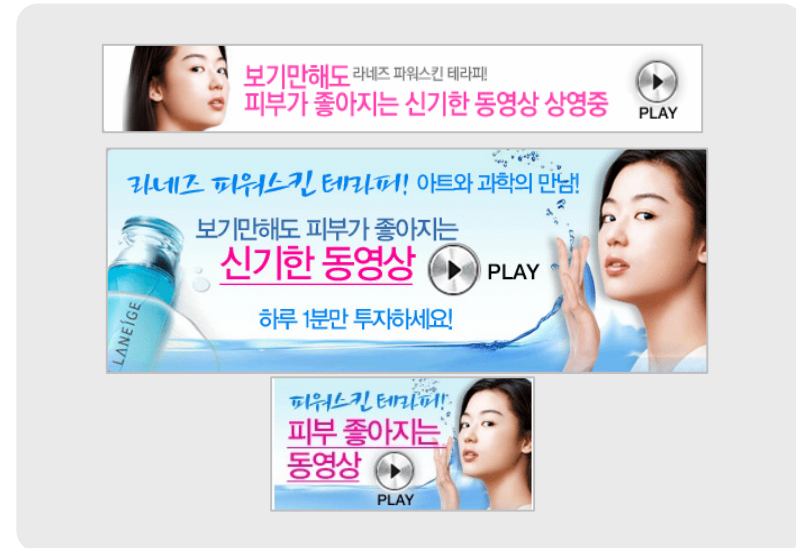 보기만해도 라네즈 파워스킨 테라피!
피부가 좋아지는 신기한 동영상 상영중
PLAY
라네즈 파워스킨 테라피! 아트와 과학의 만남!
보기만해도 피부가 좋아지는
신기한 동영상 PLAY
하루 1분만 투자하세요!
LANEIGE
파워스킨 테라피!
피부 좋아지는
동영상
PLAY